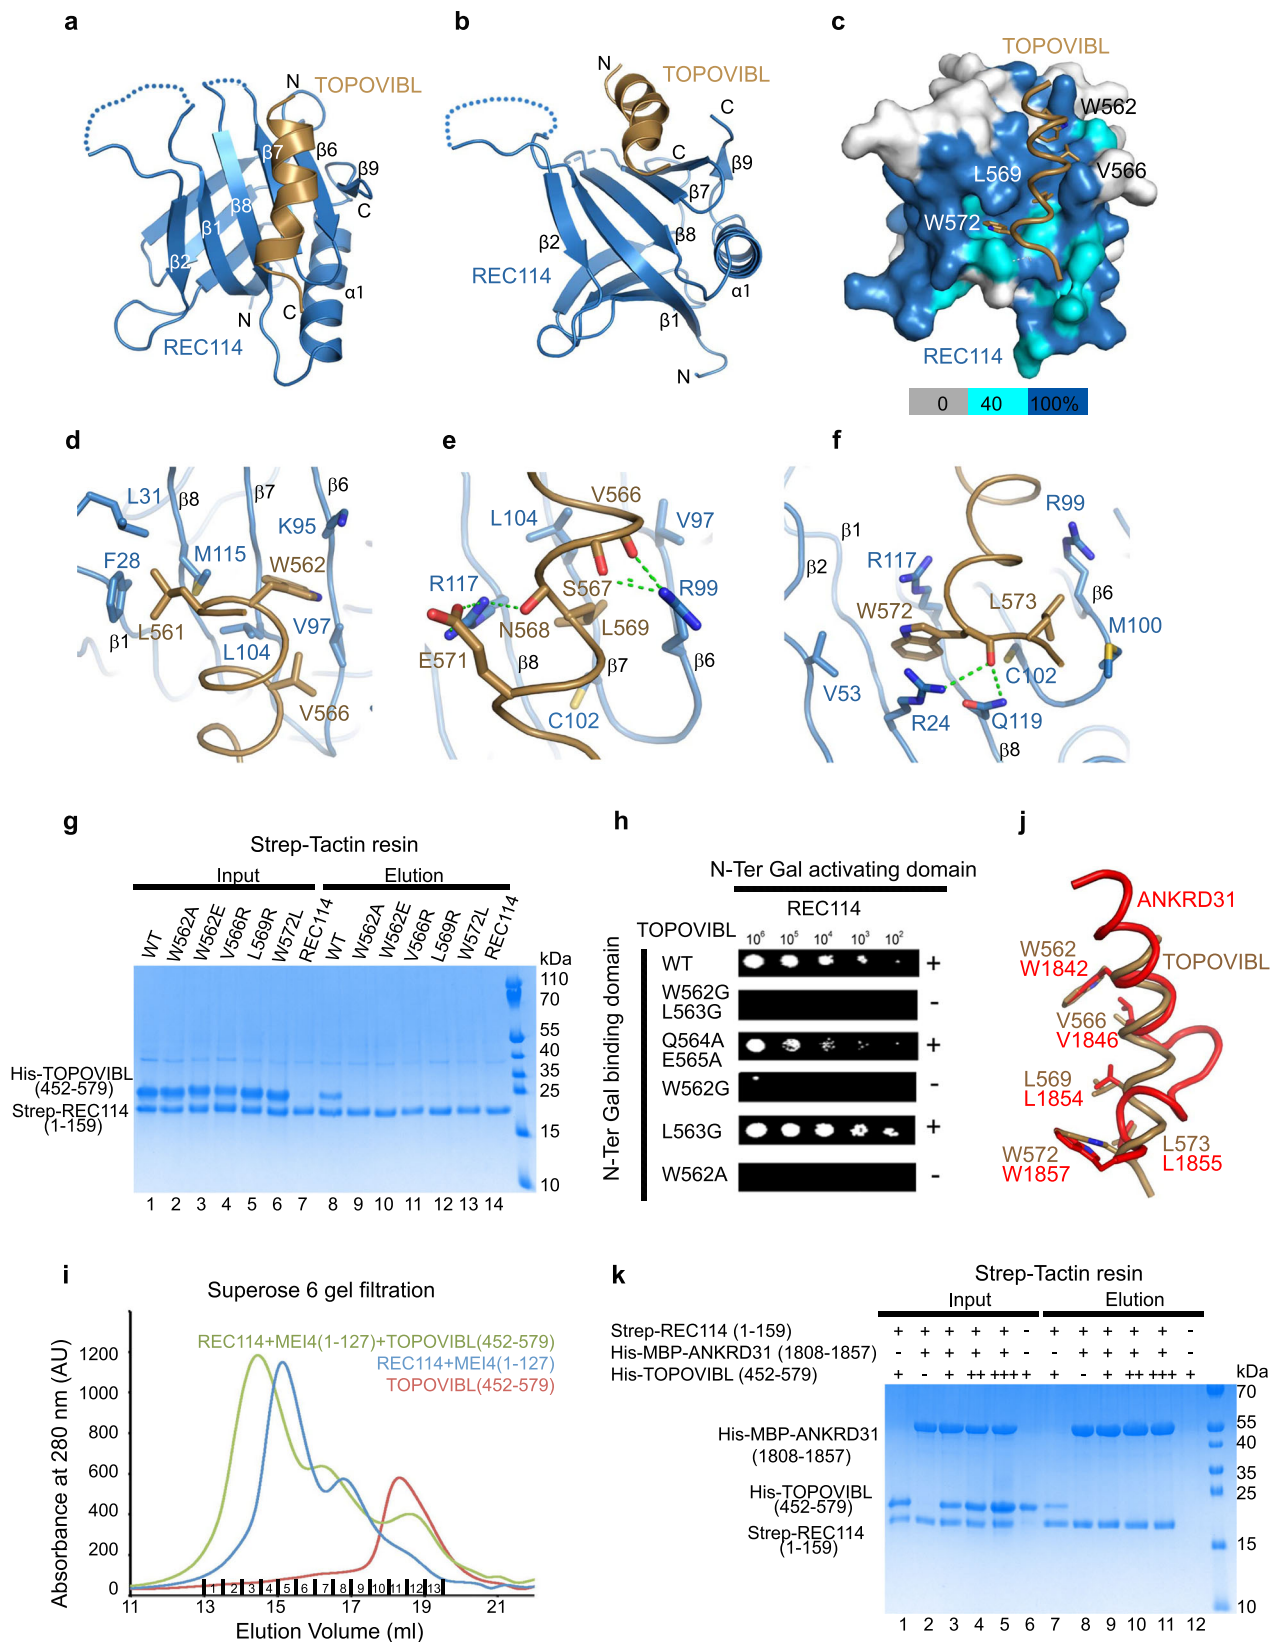 a
N
TOPOVIBL
β7
β6
β9
C
β8
β1
β2
α1
N
C
REC114
b
N
TOPOVIBL
C
C
β9
β7
β2
β8
REC114
α1
β1
N
c
TOPOVIBL
W562
L569
V566
W572
REC114
0 40 100%
d
L31
β8
β7
β6
K95
F28
M115
W562
β1
L561
V97
L104
V566
e
V566
L104
V97
R117
S567
R99
N568
L569
E571
β8
β7
β6
C102
f
R99
β1
β2
R117
β6
W572
L573
M100
V53
C102
R24
Q119
β8
g
Strep-Tactin resin
Input Elution
WT W562A W562E V566R L569R W572L REC114 WT W562A W562E V566R L569R W572L REC114
kDa
110
70
55
40
35
25
15
10
His-TOPOVIBL
(452-579)
Strep-REC114
(1-159)
1 2 3 4 5 6 7 8 9 10 11 12 13 14
h
N-Ter Gal activating domain
REC114
TOPOVIBL
10⁶ 10⁵ 10⁴ 10³ 10²
N-Ter Gal binding domain
WT +
W562G
L563G -
Q564A
E565A +
W562G -
L563G +
W562A -
j
ANKRD31
W562
W1842
TOPOVIBL
V566
V1846
L569
L1854
W572
W1857
L573
L1855
i
Superose 6 gel filtration
REC114+MEI4(1-127)+TOPOVIBL(452-579)
REC114+MEI4(1-127)
TOPOVIBL(452-579)
Absorbance at 280 nm (AU)
1200
1000
800
600
400
200
0
1 2 3 4 5 6 7 8 9 10 11 12 13
11 13 15 17 19 21
Elution Volume (ml)
k
Strep-Tactin resin
Input Elution
Strep-REC114 (1-159) + + + + + - + + + + + -
His-MBP-ANKRD31 (1808-1857) - + + + + - - + + + + -
His-TOPOVIBL (452-579) + - + ++ +++ + + - + ++ +++ +
kDa
70
55
40
35
25
15
10
His-MBP-ANKRD31
(1808-1857)
His-TOPOVIBL
(452-579)
Strep-REC114
(1-159)
1 2 3 4 5 6 7 8 9 10 11 12